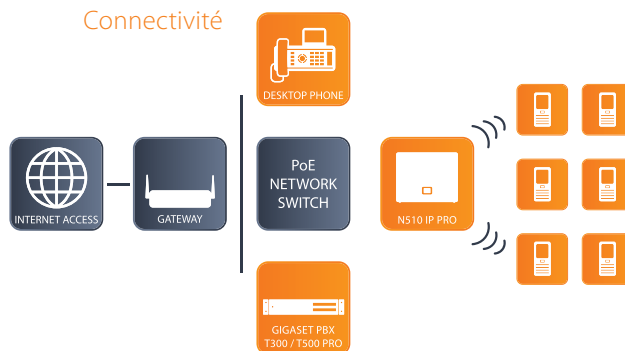 Connectivité
DESKTOP PHONE
INTERNET ACCESS
GATEWAY
PoE
NETWORK
SWITCH
N510 IP PRO
GIGASET PBX
T300 / T500 PRO